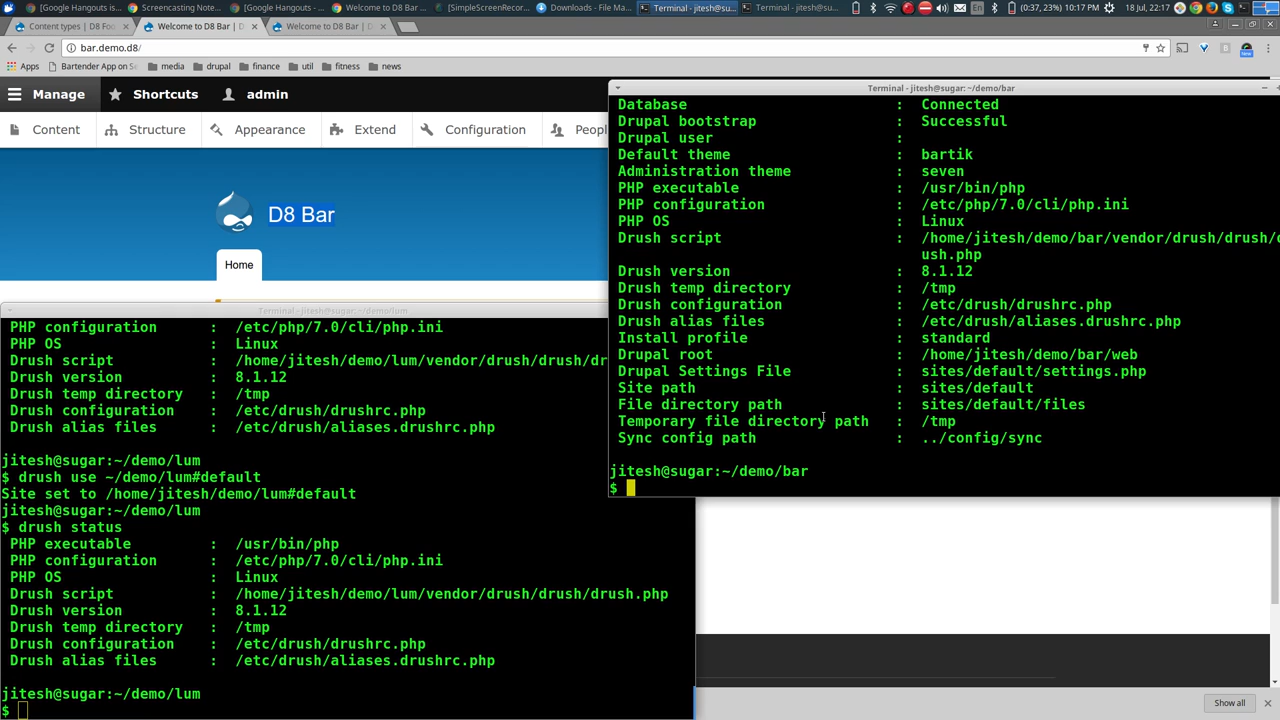 [Google Hangouts is...
Screencasting Note...
[Google Hangouts - ...
Welcome to D8 Bar ...
[SimpleScreenRecor...
Downloads - File Ma...
Terminal - jitesh@su...
Terminal - jitesh@su...
En
(0:37, 23%) 10:17 PM
18 Jul, 22:17
Content types | D8 Foo
Welcome to D8 Bar | D
Welcome to D8 Bar | D
bar.demo.d8/
Apps
Bartender App on Se
media
drupal
finance
util
fitness
news
Manage
Shortcuts
admin
Content
Structure
Appearance
Extend
Configuration
Peopl
D8 Bar
Home
Terminal - jitesh@sugar: ~/demo/bar
Database : Connected
Drupal bootstrap : Successful
Drupal user :
Default theme : bartik
Administration theme : seven
PHP executable : /usr/bin/php
PHP configuration : /etc/php/7.0/cli/php.ini
PHP OS : Linux
Drush script : /home/jitesh/demo/bar/vendor/drush/drush/d
ush.php
Drush version : 8.1.12
Drush temp directory : /tmp
Drush configuration : /etc/drush/drushrc.php
Drush alias files : /etc/drush/aliases.drushrc.php
Install profile : standard
Drupal root : /home/jitesh/demo/bar/web
Drupal Settings File : sites/default/settings.php
Site path : sites/default
File directory path : sites/default/files
Temporary file directory path : /tmp
Sync config path : ../config/sync
jitesh@sugar:~/demo/bar
$
Terminal - jitesh@sugar: ~/demo/lum
PHP configuration : /etc/php/7.0/cli/php.ini
PHP OS : Linux
Drush script : /home/jitesh/demo/lum/vendor/drush/drush/dr
Drush version : 8.1.12
Drush temp directory : /tmp
Drush configuration : /etc/drush/drushrc.php
Drush alias files : /etc/drush/aliases.drushrc.php
jitesh@sugar:~/demo/lum
$ drush use ~/demo/lum#default
Site set to /home/jitesh/demo/lum#default
jitesh@sugar:~/demo/lum
$ drush status
PHP executable : /usr/bin/php
PHP configuration : /etc/php/7.0/cli/php.ini
PHP OS : Linux
Drush script : /home/jitesh/demo/lum/vendor/drush/drush/drush.php
Drush version : 8.1.12
Drush temp directory : /tmp
Drush configuration : /etc/drush/drushrc.php
Drush alias files : /etc/drush/aliases.drushrc.php
jitesh@sugar:~/demo/lum
$
Show all